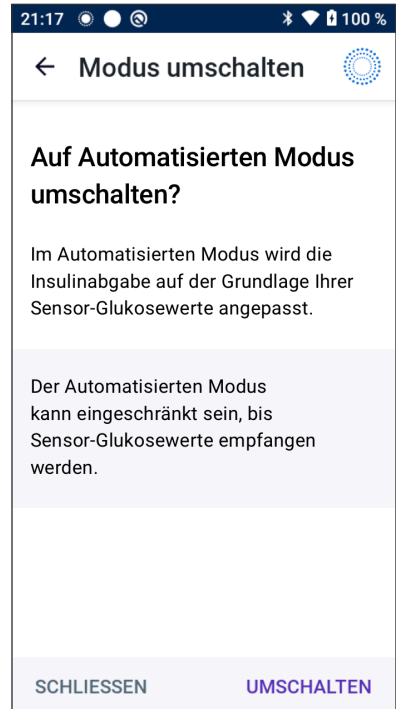 21:17 100 %
Modus umschalten
Auf Automatisierten Modus
umschalten?
Im Automatisierten Modus wird die
Insulinabgabe auf der Grundlage Ihrer
Sensor-Glukosewerte angepasst.
Der Automatisierten Modus
kann eingeschränkt sein, bis
Sensor-Glukosewerte empfangen
werden.
SCHLIESSEN UMSCHALTEN